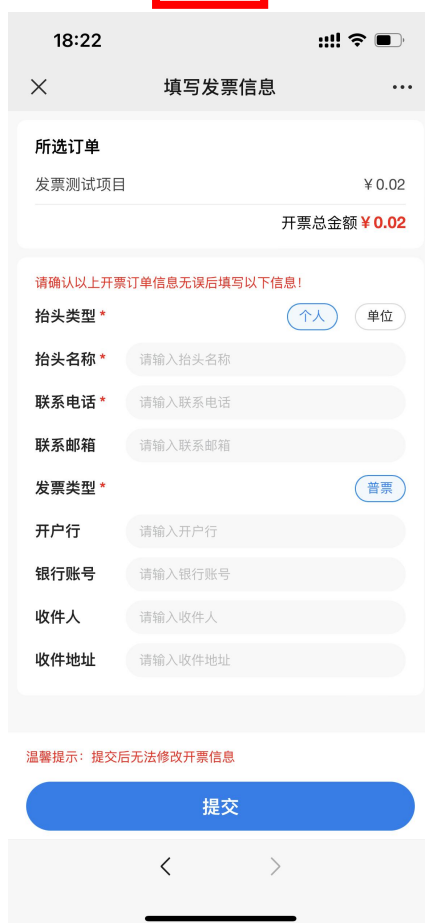 18:22
填写发票信息
所选订单
发票测试项目 ¥0.02
开票总金额¥0.02
请确认以上开票订单信息无误后填写以下信息!
抬头类型* 个人 单位
抬头名称* 请输入抬头名称
联系电话* 请输入联系电话
联系邮箱 请输入联系邮箱
发票类型* 普票
开户行 请输入开户行
银行账号 请输入银行账号
收件人 请输入收件人
收件地址 请输入收件地址
温馨提示：提交后无法修改开票信息
提交